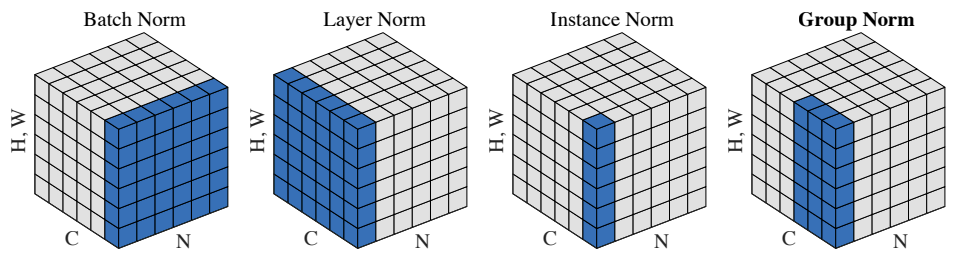 Batch Norm
Layer Norm
Instance Norm
Group Norm
H, W
C
N
H, W
C
N
H, W
C
N
H, W
C
N